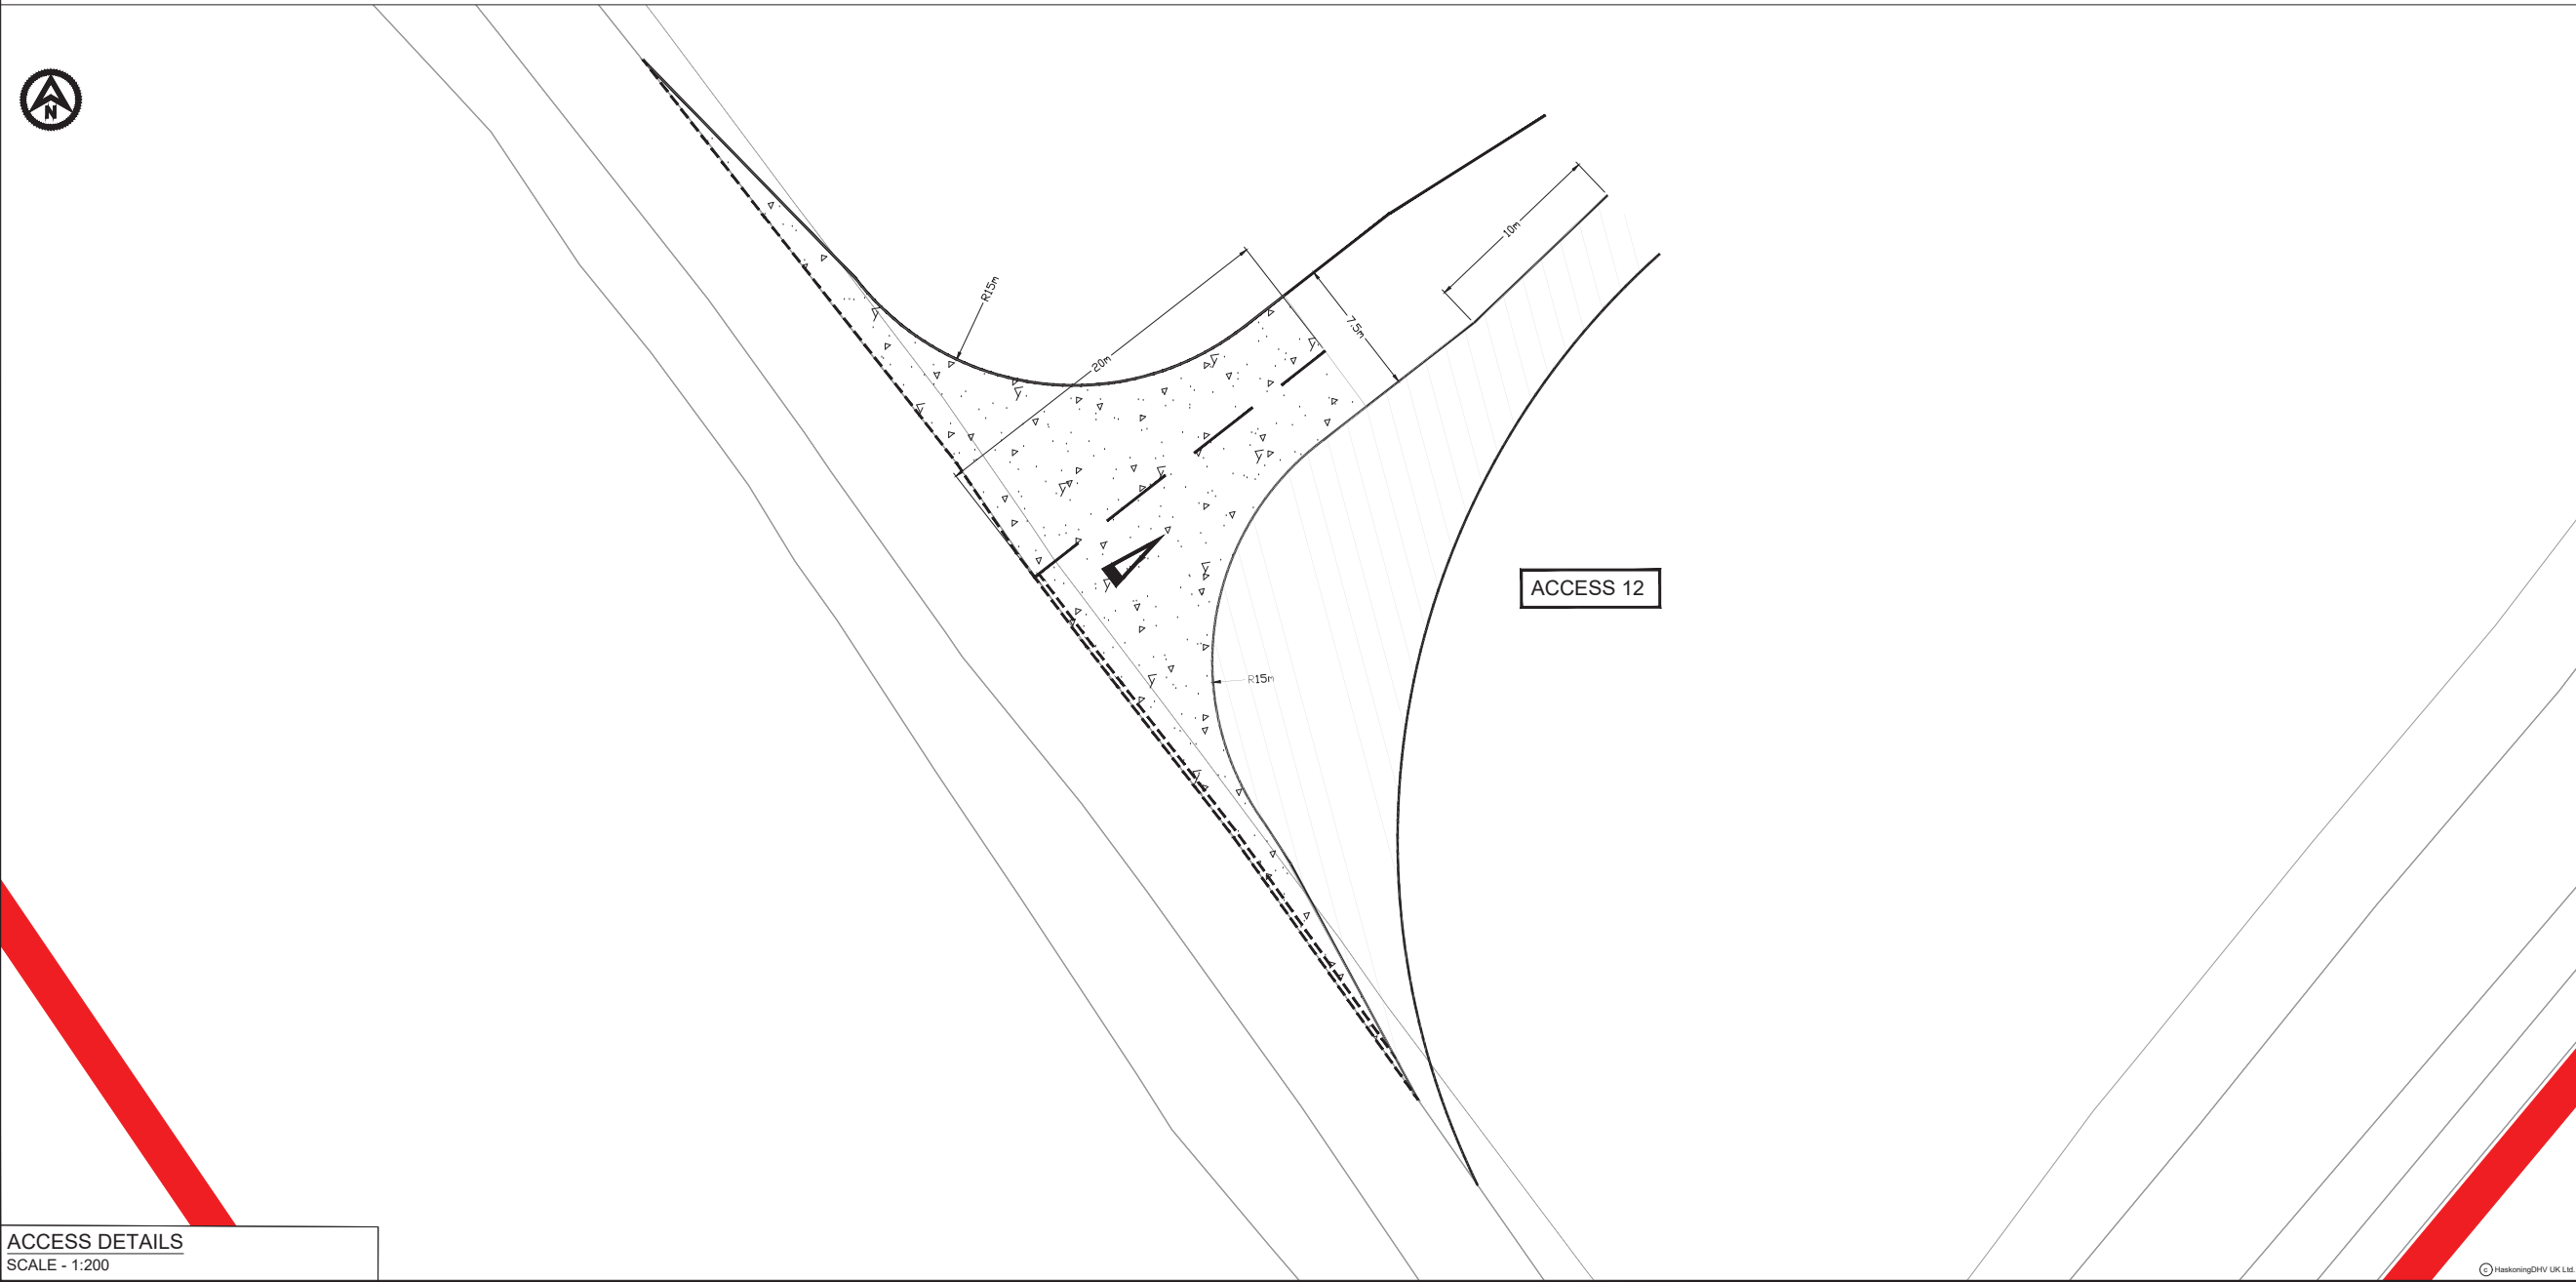 N
R15m
20m
7.5m
10m
R15m
ACCESS 12
ACCESS DETAILS
SCALE - 1:200
© HaskoningDHV UK Ltd.